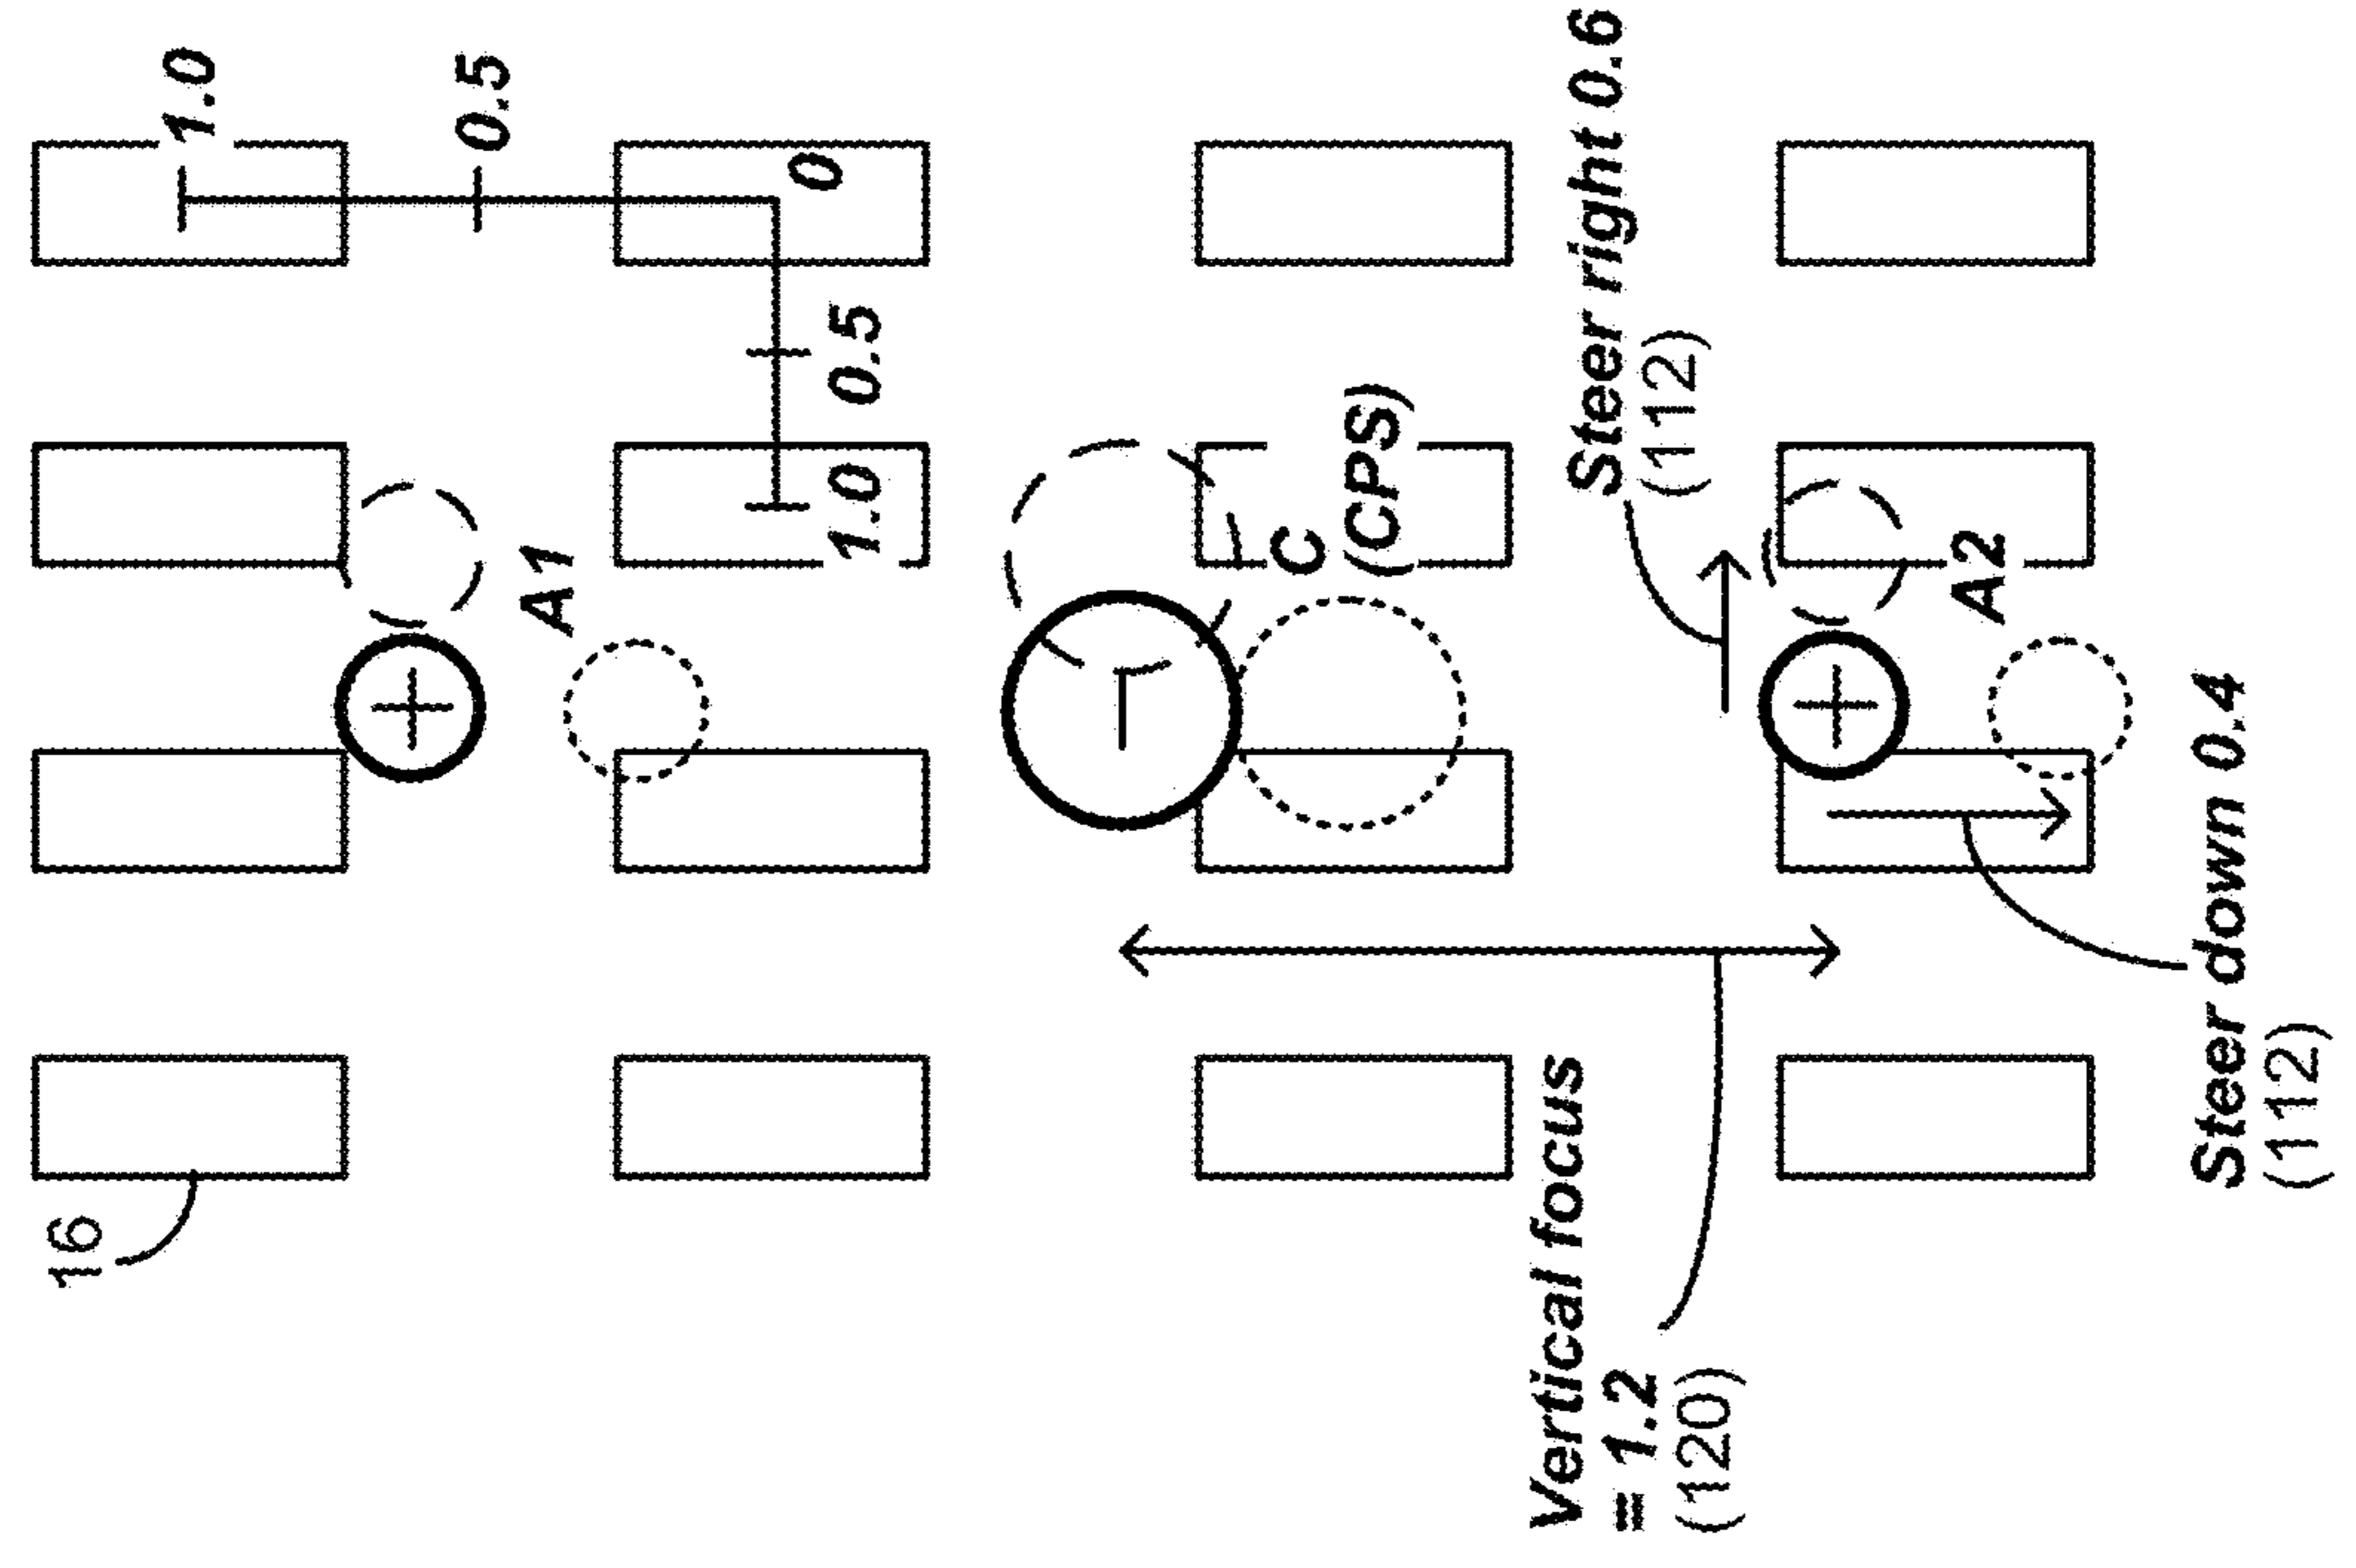 16
1.0
0.5
0
0.5
1.0
A1
C
(CPS)
Steer right 0.6
(112)
A2
Vertical focus
= 1.2
(120)
Steer down 0.4
(112)